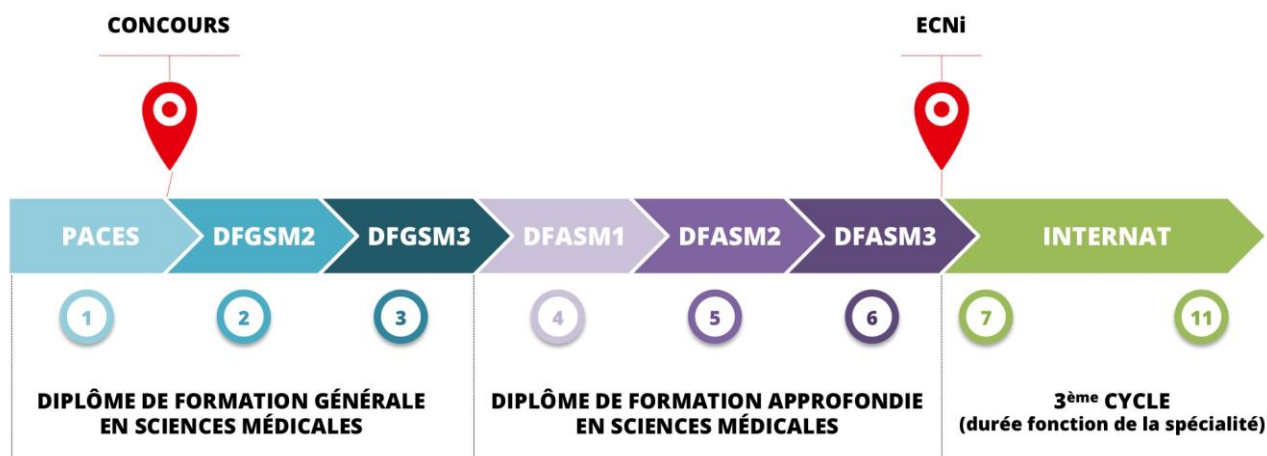 CONCOURS
ECNi
PACES
DFGSM2
DFGSM3
DFASM1
DFASM2
DFASM3
INTERNAT
1
2
3
4
5
6
7
11
DIPLÔME DE FORMATION GÉNÉRALE
EN SCIENCES MÉDICALES
DIPLÔME DE FORMATION APPROFONDIE
EN SCIENCES MÉDICALES
3ème CYCLE
(durée fonction de la spécialité)